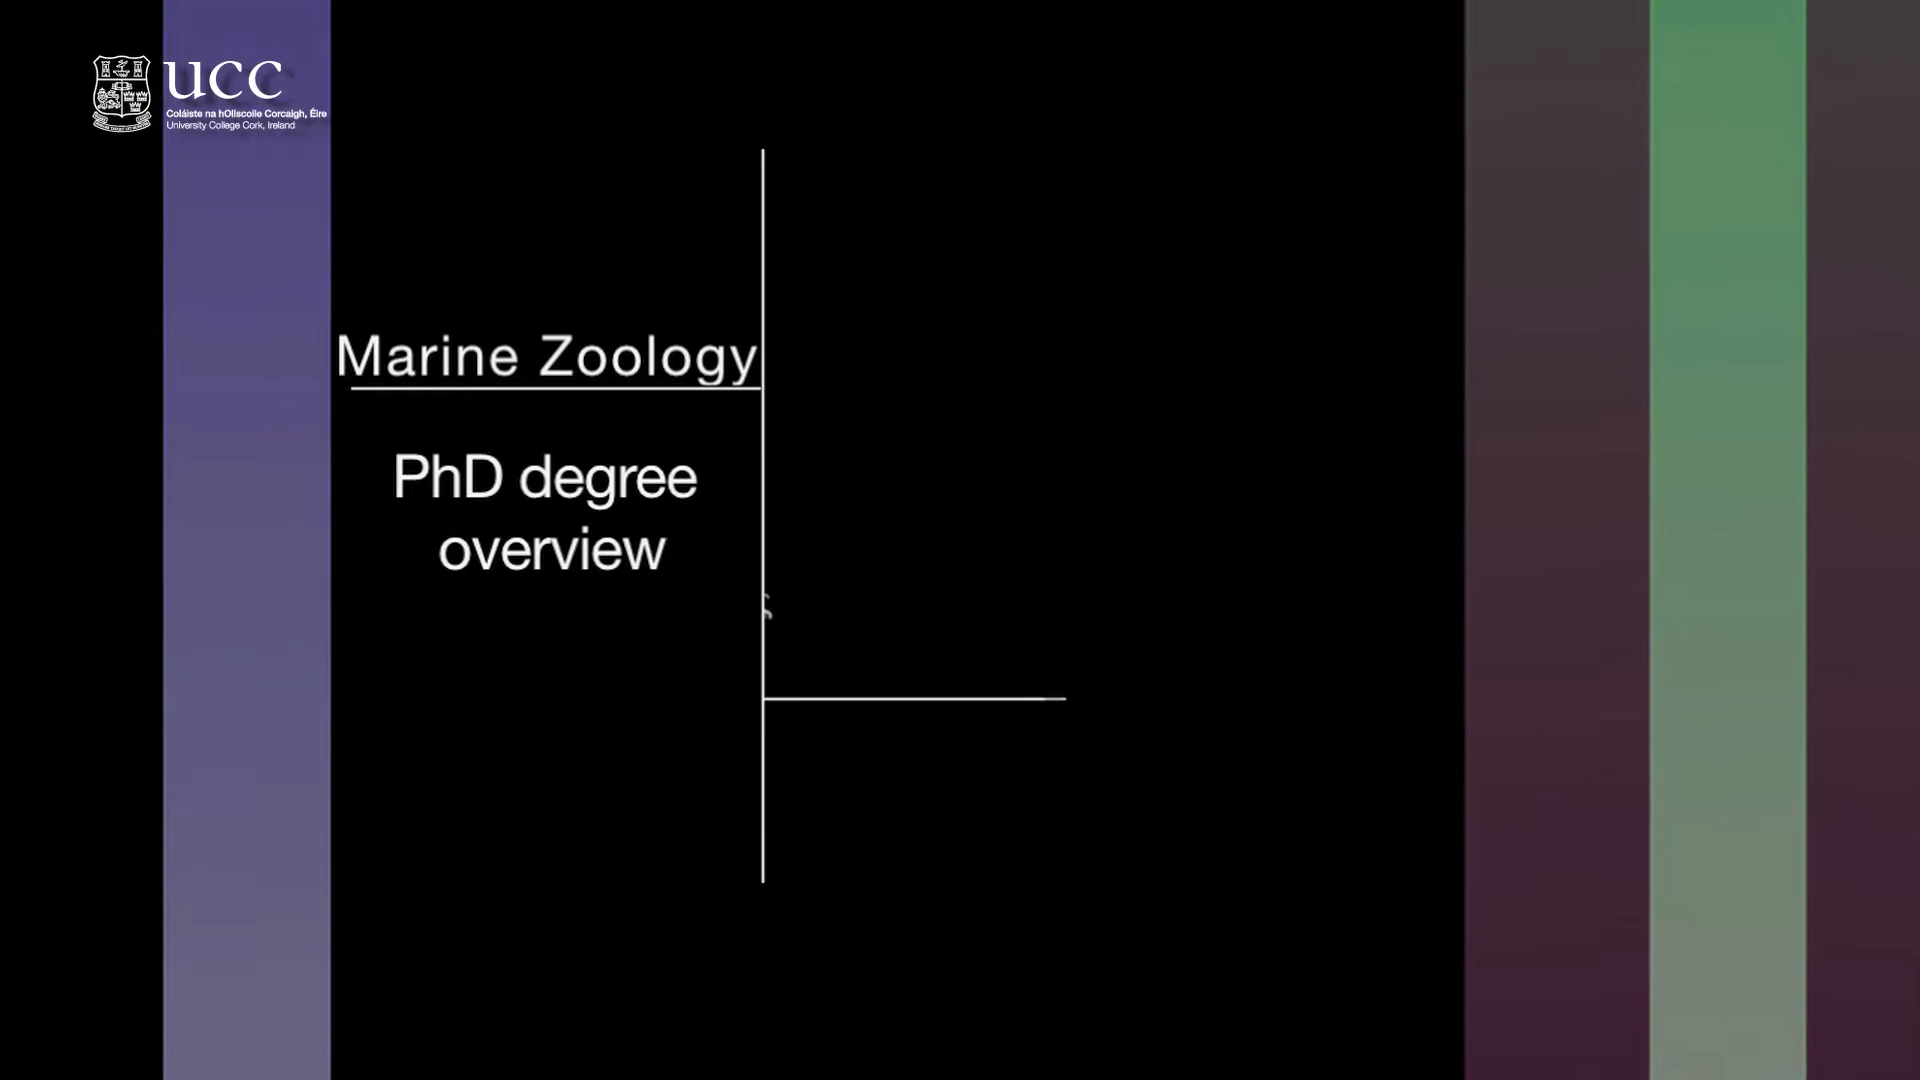 UCC
Coláiste na hOllscoile Corcaigh, Éire
University College Cork, Ireland
Marine Zoology
PhD degree
overview